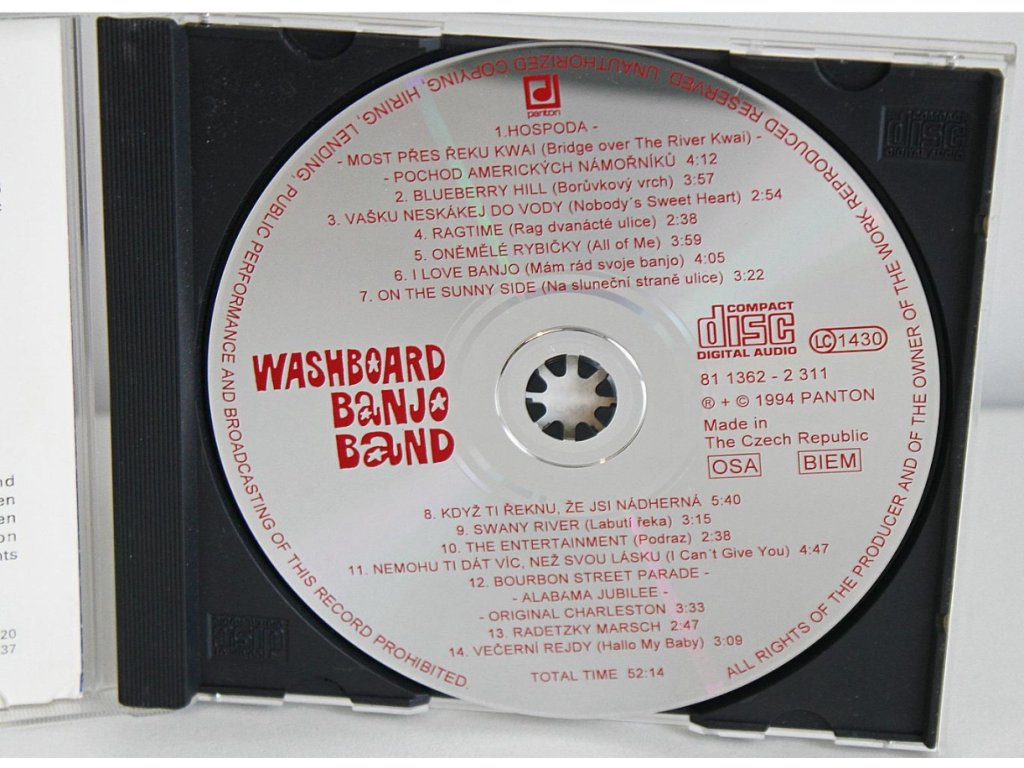 panton
1.HOSPODA -
- MOST PŘES ŘEKU KWAI (Bridge over The River Kwai) -
- POCHOD AMERICKÝCH NÁMOŘNÍKŮ 4:12
2. BLUEBERRY HILL (Borůvkový vrch) 3:57
3. VAŠKU NESKÁKEJ DO VODY (Nobody´s Sweet Heart) 2:54
4. RAGTIME (Rag dvanácté ulice) 2:38
5. ONĚMĚLÉ RYBIČKY (All of Me) 3:59
6. I LOVE BANJO (Mám rád svoje banjo) 4:05
7. ON THE SUNNY SIDE (Na sluneční straně ulice) 3:22
WASHBOARD
BANJO
BAND
COMPACT
disc
DIGITAL AUDIO
LC 1430
81 1362 - 2 311
® + © 1994 PANTON
Made in
The Czech Republic
OSA BIEM
8. KDYŽ TI ŘEKNU, ŽE JSI NÁDHERNÁ 5:40
9. SWANY RIVER (Labutí řeka) 3:15
10. THE ENTERTAINMENT (Podraz) 2:38
11. NEMOHU TI DÁT VÍC, NEŽ SVOU LÁSKU (I Can´t Give You) 4:47
12. BOURBON STREET PARADE -
- ALABAMA JUBILEE -
- ORIGINAL CHARLESTON 3:33
13. RADETZKY MARSCH 2:47
14. VEČERNÍ REJDY (Hallo My Baby) 3:09
TOTAL TIME 52:14
ALL RIGHTS OF THE PRODUCER AND OF THE OWNER OF THE WORK REPRODUCED RESERVED. UNAUTHORIZED COPYING, HIRING, LENDING, PUBLIC PERFORMANCE AND BROADCASTING OF THIS RECORD PROHIBITED.
disc
DIGITAL AUDIO
disc
en
en
on
nts
20
37